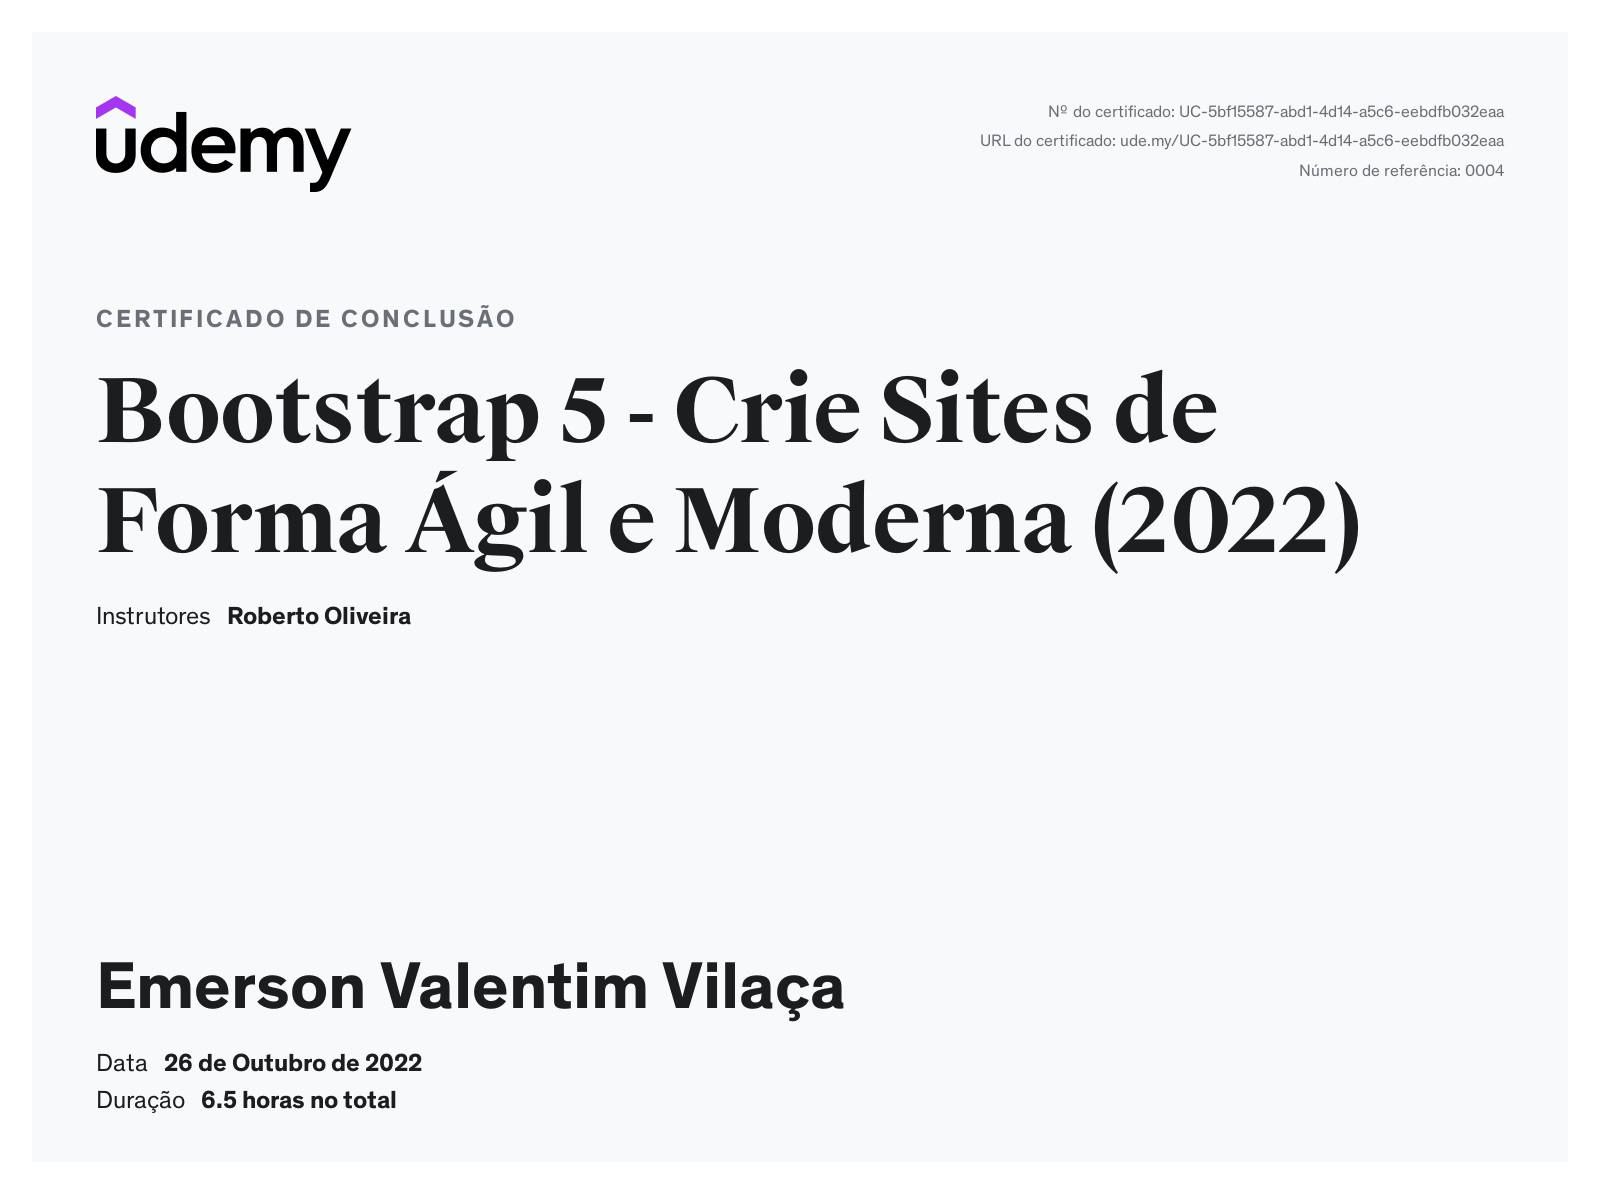 udemy
Nº do certificado: UC-5bf15587-abd1-4d14-a5c6-eebdfb032eaa
URL do certificado: ude.my/UC-5bf15587-abd1-4d14-a5c6-eebdfb032eaa
Número de referência: 0004
CERTIFICADO DE CONCLUSÃO
Bootstrap 5 - Crie Sites de
Forma Ágil e Moderna (2022)
Instrutores Roberto Oliveira
Emerson Valentim Vilaça
Data 26 de Outubro de 2022
Duração 6.5 horas no total